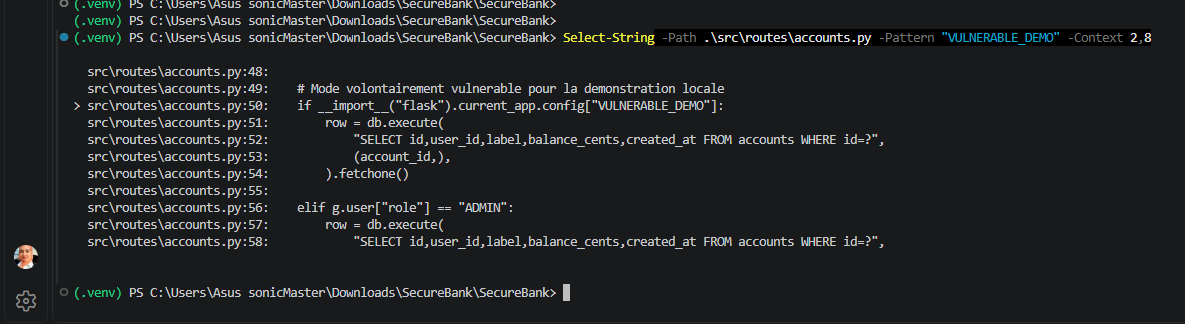 (.venv) PS C:\Users\Asus sonicMaster\Downloads\SecureBank\SecureBank>
(.venv) PS C:\Users\Asus sonicMaster\Downloads\SecureBank\SecureBank>
(.venv) PS C:\Users\Asus sonicMaster\Downloads\SecureBank\SecureBank> Select-String -Path .\src\routes\accounts.py -Pattern "VULNERABLE_DEMO" -Context 2,8
src\routes\accounts.py:48:
src\routes\accounts.py:49:    # Mode volontairement vulnerable pour la demonstration locale
> src\routes\accounts.py:50:    if __import__("flask").current_app.config["VULNERABLE_DEMO"]:
src\routes\accounts.py:51:        row = db.execute(
src\routes\accounts.py:52:            "SELECT id,user_id,label,balance_cents,created_at FROM accounts WHERE id=?",
src\routes\accounts.py:53:            (account_id,),
src\routes\accounts.py:54:        ).fetchone()
src\routes\accounts.py:55:
src\routes\accounts.py:56:    elif g.user["role"] == "ADMIN":
src\routes\accounts.py:57:        row = db.execute(
src\routes\accounts.py:58:            "SELECT id,user_id,label,balance_cents,created_at FROM accounts WHERE id=?",
(.venv) PS C:\Users\Asus sonicMaster\Downloads\SecureBank\SecureBank>